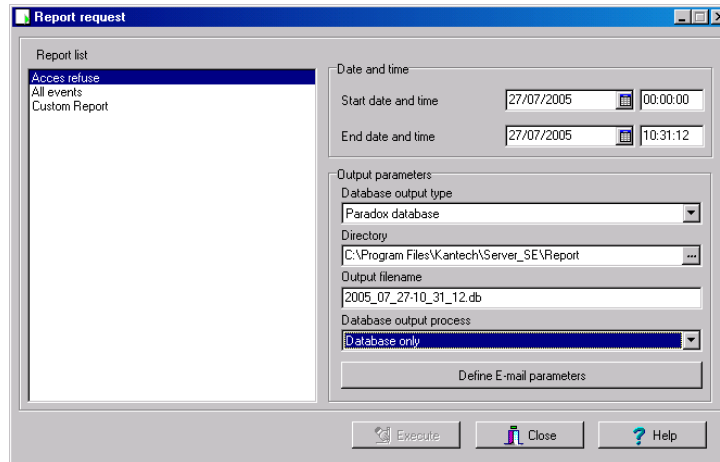 Report request
Report list
Acces refuse
All events
Custom Report
Date and time
Start date and time 27/07/2005 00:00:00
End date and time 27/07/2005 10:31:12
Output parameters
Database output type
Paradox database
Directory
C:\Program Files\Kantech\Server_SE\Report ...
Output filename
2005_07_27-10_31_12.db
Database output process
Database only
Define E-mail parameters
Execute Close ? Help